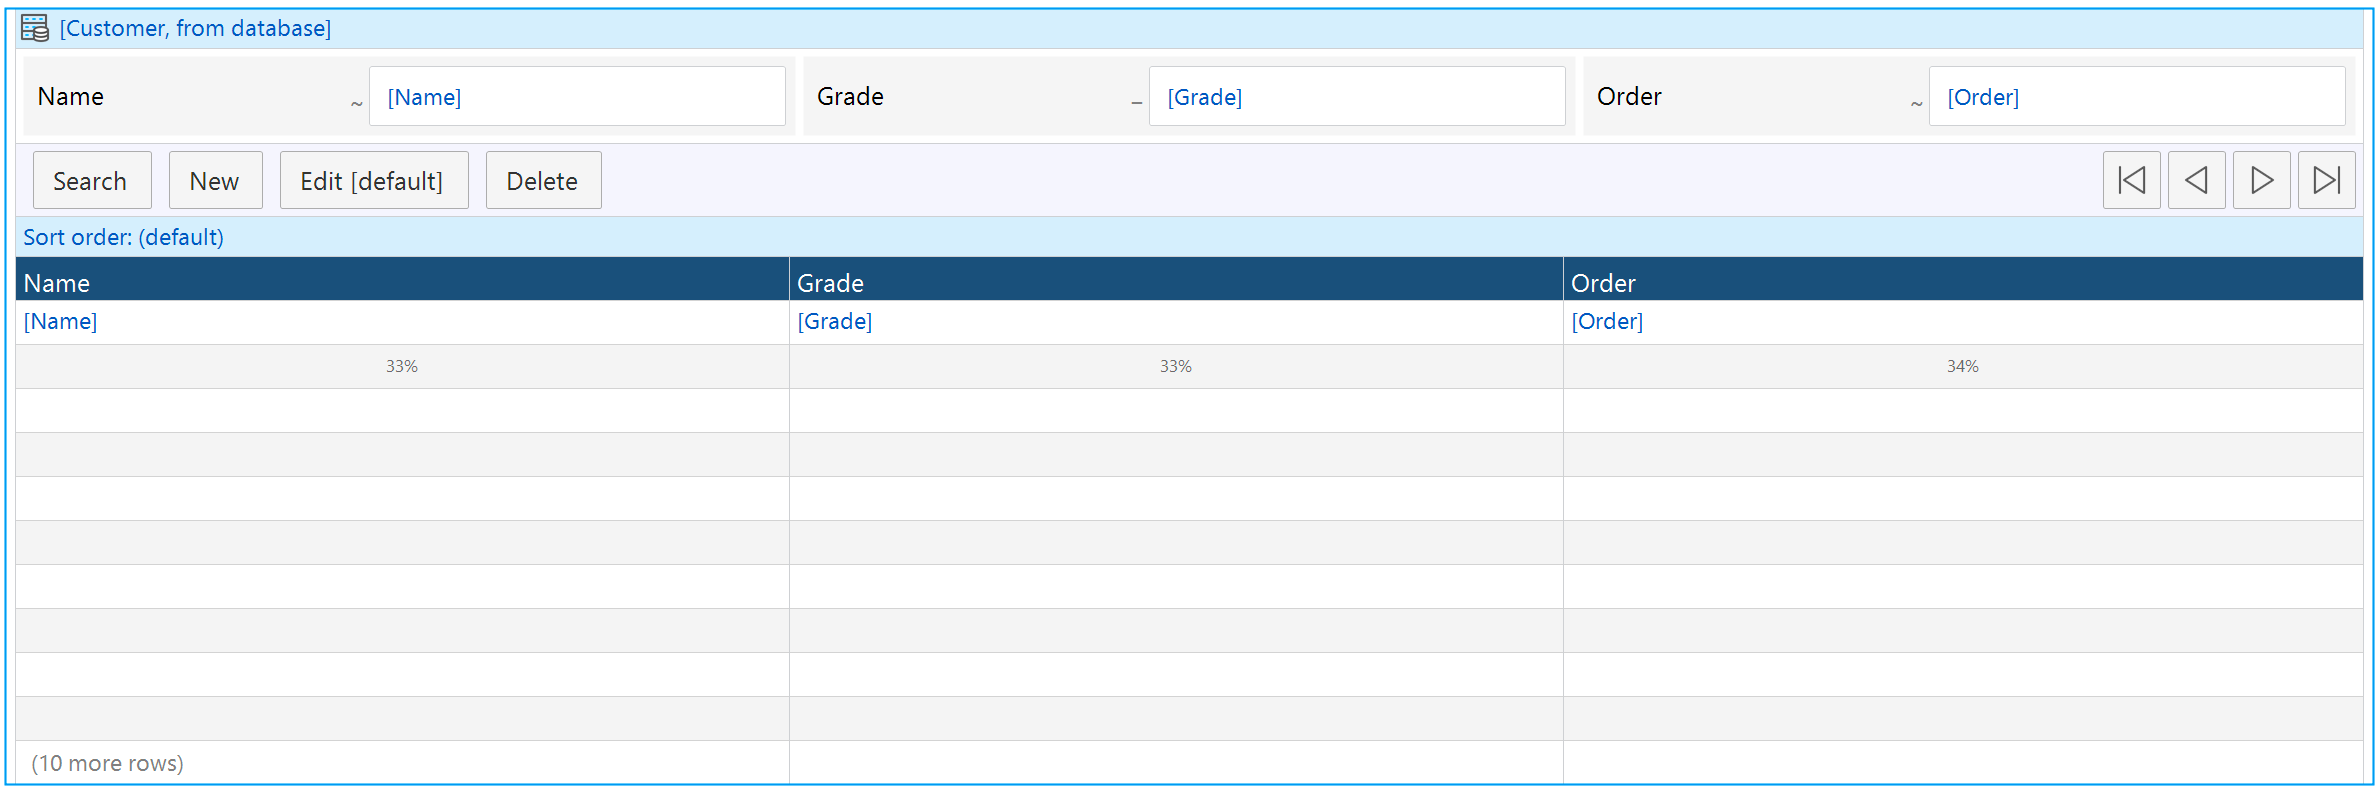 [Customer, from database]
Name ~ [Name] Grade – [Grade] Order ~ [Order]
Search New Edit [default] Delete
Sort order: (default)
Name Grade Order
[Name] [Grade] [Order]
33% 33% 34%
(10 more rows)